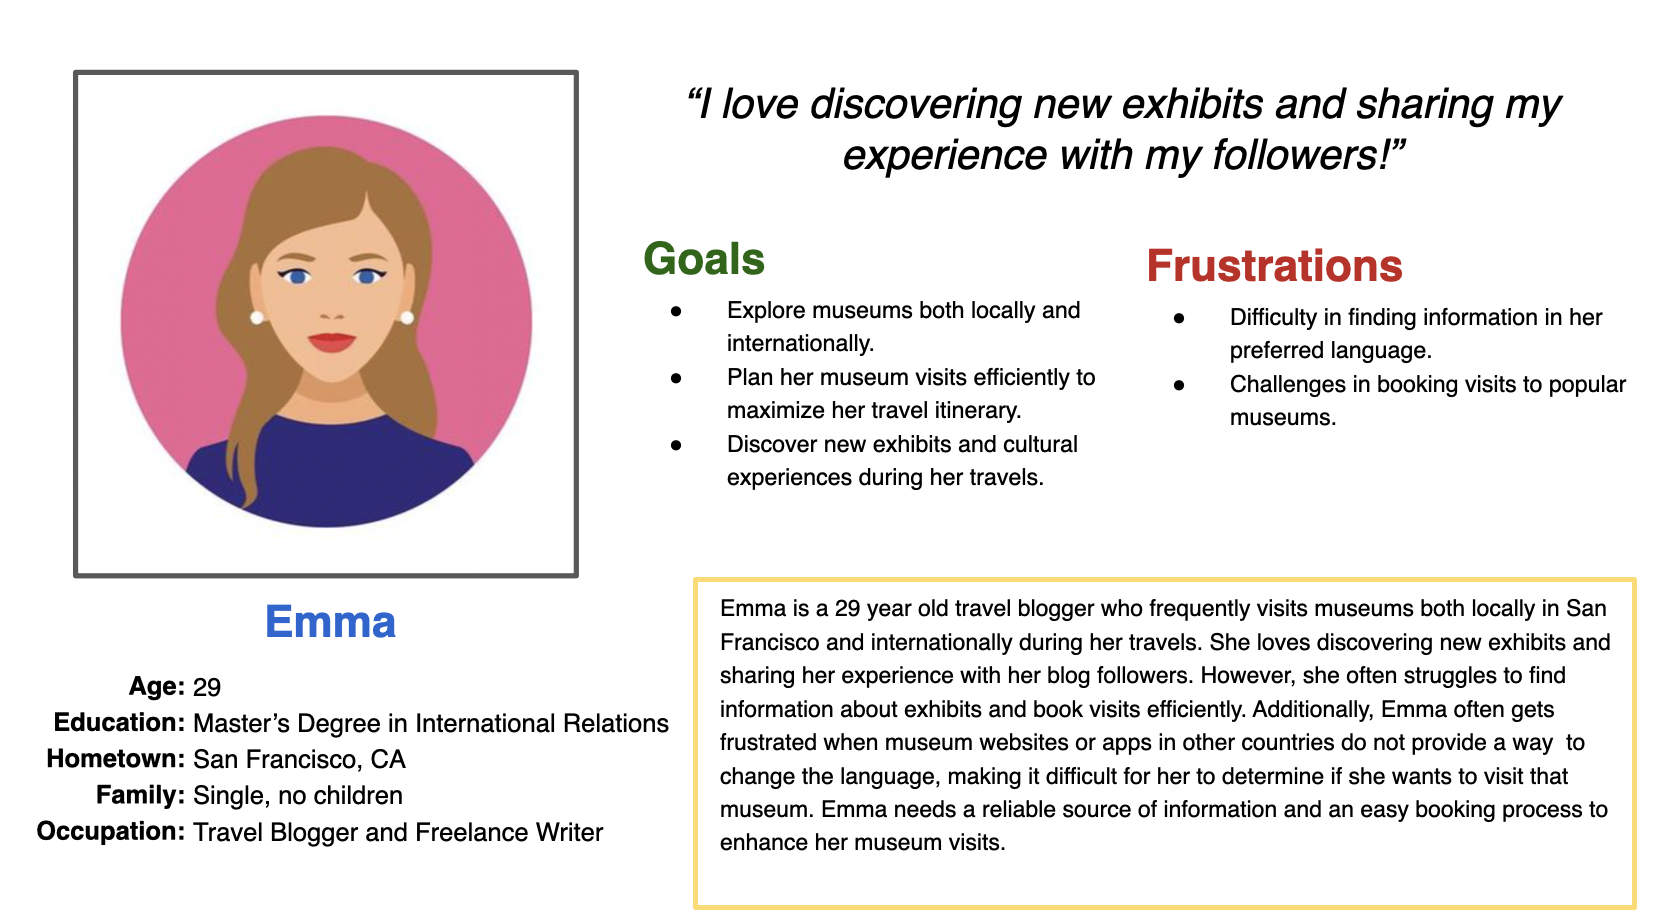 “I love discovering new exhibits and sharing my
experience with my followers!”
Goals
● Explore museums both locally and
internationally.
● Plan her museum visits efficiently to
maximize her travel itinerary.
● Discover new exhibits and cultural
experiences during her travels.
Frustrations
● Difficulty in finding information in her
preferred language.
● Challenges in booking visits to popular
museums.
Emma
Age: 29
Education: Master’s Degree in International Relations
Hometown: San Francisco, CA
Family: Single, no children
Occupation: Travel Blogger and Freelance Writer
Emma is a 29 year old travel blogger who frequently visits museums both locally in San
Francisco and internationally during her travels. She loves discovering new exhibits and
sharing her experience with her blog followers. However, she often struggles to find
information about exhibits and book visits efficiently. Additionally, Emma often gets
frustrated when museum websites or apps in other countries do not provide a way  to
change the language, making it difficult for her to determine if she wants to visit that
museum. Emma needs a reliable source of information and an easy booking process to
enhance her museum visits.